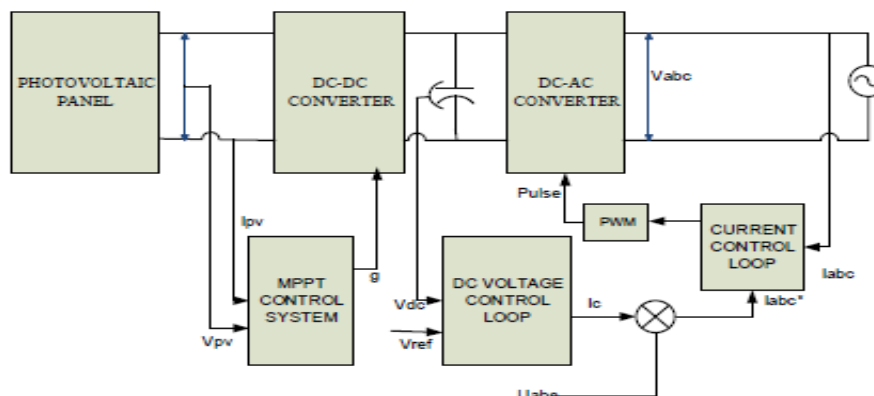 PHOTOVOLTAIC
PANEL
DC-DC
CONVERTER
DC-AC
CONVERTER
Vabc
Pulse
PWM
CURRENT
CONTROL
LOOP
Iabc
Iabc*
Ipv
MPPT
CONTROL
SYSTEM
g
Vpv
Vdc
Vref
DC VOLTAGE
CONTROL
LOOP
Ic